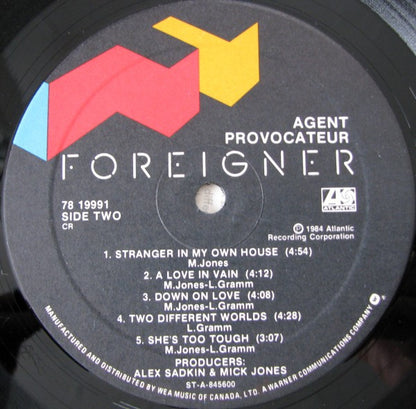 AGENT
PROVOCATEUR
FOREIGNER
78 19991
SIDE TWO
CR
ATLANTIC
℗ 1984 Atlantic
Recording Corporation
1. STRANGER IN MY OWN HOUSE (4:54)
M.Jones
2. A LOVE IN VAIN (4:12)
M.Jones-L.Gramm
3. DOWN ON LOVE (4:08)
M.Jones-L.Gramm
4. TWO DIFFERENT WORLDS (4:28)
L.Gramm
5. SHE'S TOO TOUGH (3:07)
M.Jones-L.Gramm
PRODUCERS:
ALEX SADKIN & MICK JONES
ST-A-845600
MANUFACTURED AND DISTRIBUTED BY WEA MUSIC OF CANADA, LTD. A WARNER COMMUNICATIONS COMPANY